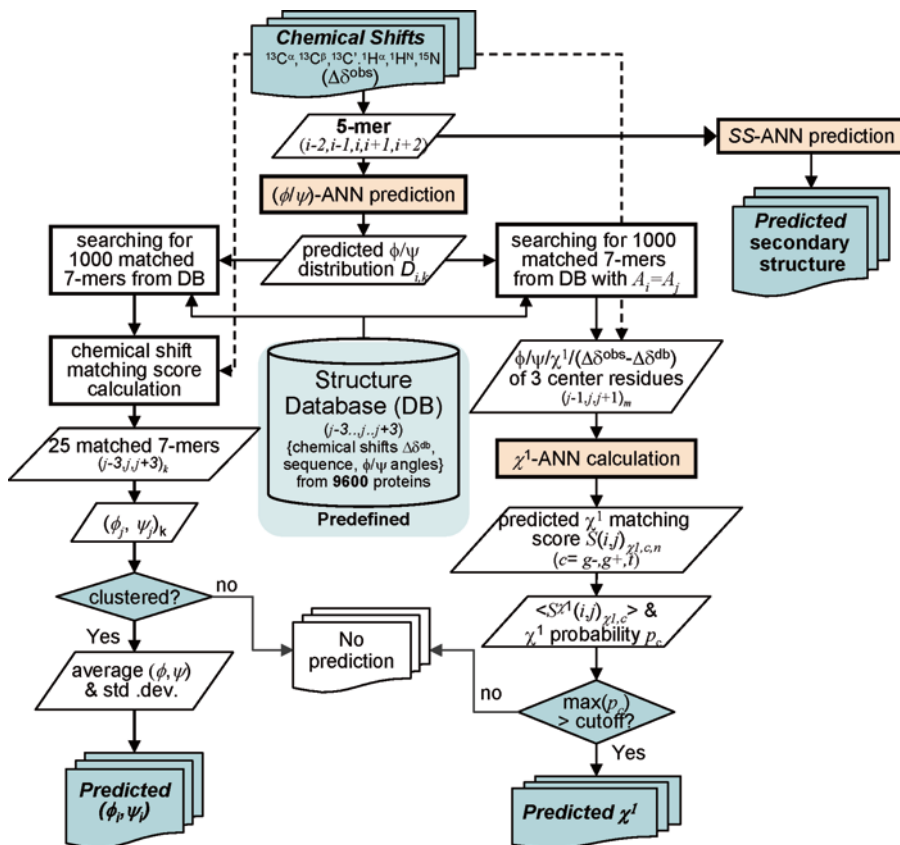 Chemical Shifts
¹³Cᵅ,¹³Cᵝ,¹³C'.¹Hᵅ,¹Hᴺ,¹⁵N
(Δδᵒᵇˢ)
5-mer
(i-2,i-1,i,i+1,i+2)
SS-ANN prediction
(ϕ/ψ)-ANN prediction
Predicted
secondary
structure
searching for
1000 matched
7-mers from DB
predicted ϕ/ψ
distribution Dᵢ,ₖ
searching for 1000
matched 7-mers
from DB with Aᵢ=Aⱼ
chemical shift
matching score
calculation
Structure
Database (DB)
(j-3..,j..j+3)
{chemical shifts Δδᵈᵇ,
sequence, ϕ/ψ angles}
from 9600 proteins
Predefined
ϕ/ψ/χ¹/(Δδᵒᵇˢ-Δδᵈᵇ)
of 3 center residues
(j-1,j,j+1)ₘ
25 matched 7-mers
(j-3,j,j+3)ₖ
χ¹-ANN calculation
(ϕⱼ, ψⱼ)ₖ
predicted χ¹ matching
score S(i,j)χ1,c,n
(c= g-,g+,t)
clustered?
no
Yes
<Sχ¹(i,j)χ1,c> &
χ¹ probability p_c
No
prediction
average (ϕ,ψ)
& std .dev.
no
max(p_c)
> cutoff?
Yes
Predicted
(ϕᵢ,ψᵢ)
Predicted χ¹